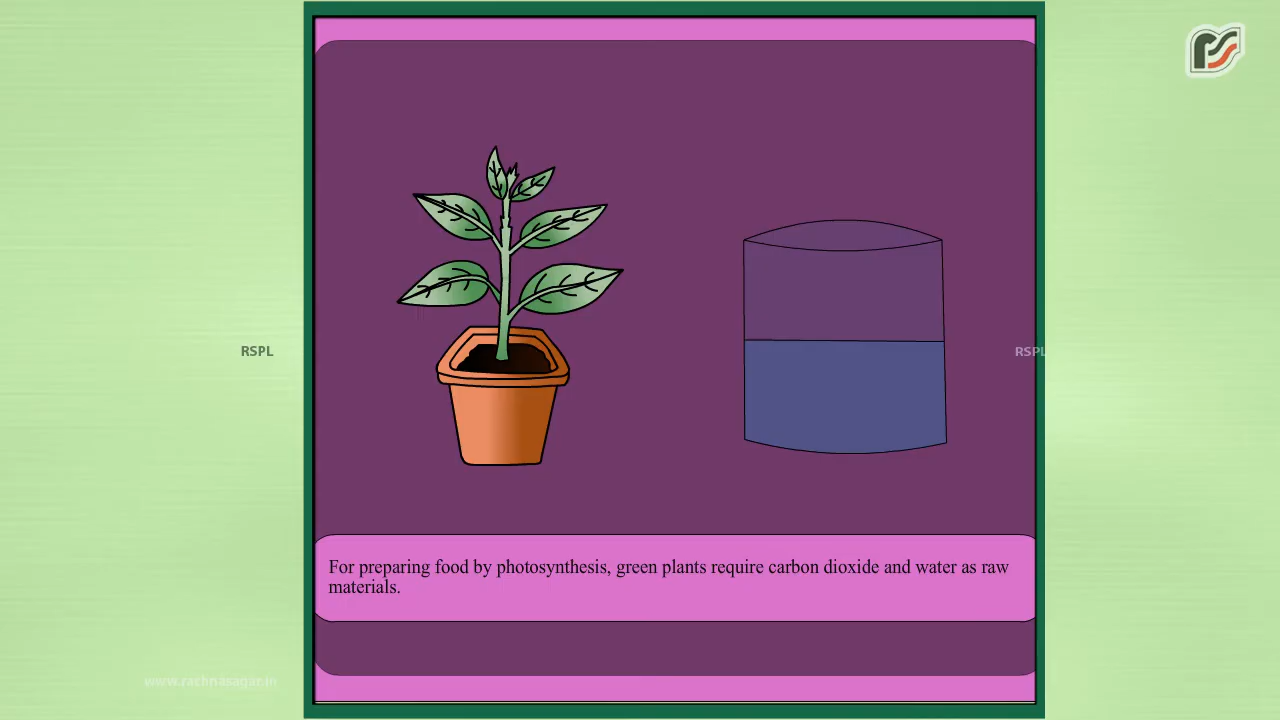 RSPL
RSPL
For preparing food by photosynthesis, green plants require carbon dioxide and water as raw
materials.
www.rachnasagar.in